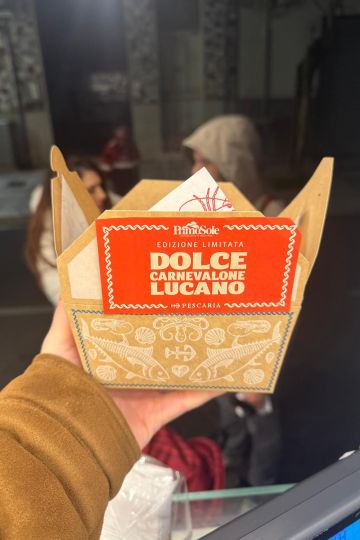 PrimoSole
EDIZIONE LIMITATA
DOLCE
CARNEVALONE
LUCANO
PESCARIA